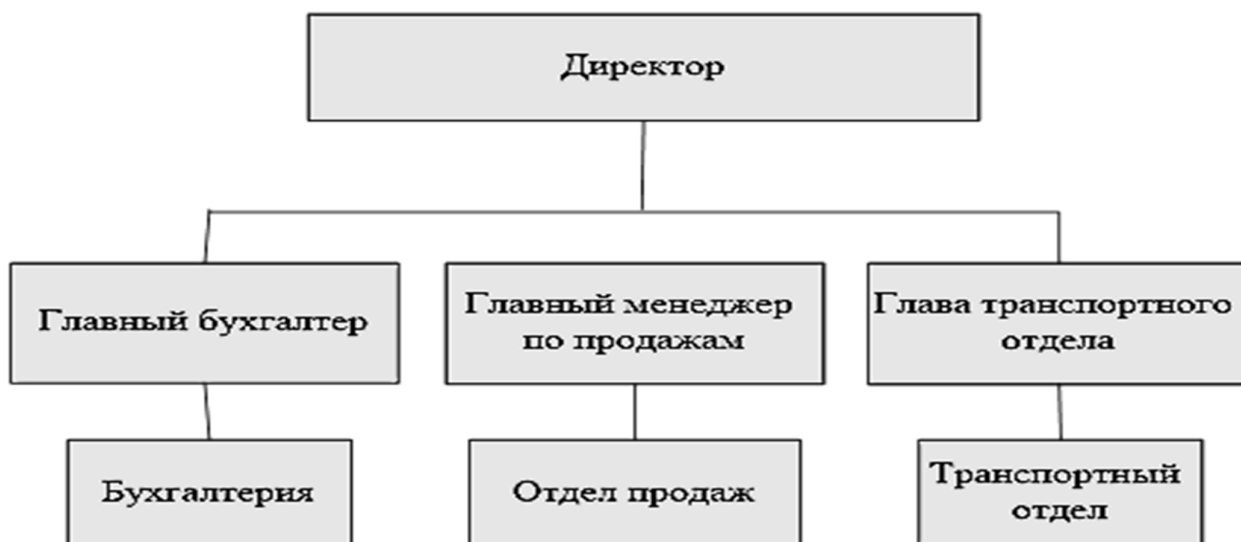 Директор
Главный бухгалтер
Главный менеджер
по продажам
Глава транспортного
отдела
Бухгалтерия
Отдел продаж
Транспортный
отдел